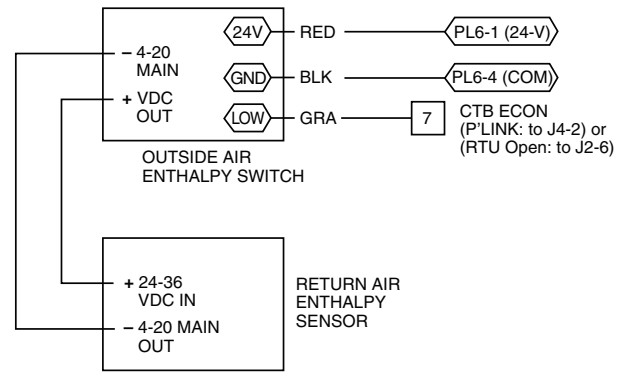 24V RED PL6-1 (24-V)
– 4-20
MAIN
GND BLK PL6-4 (COM)
+ VDC
OUT
LOW GRA 7 CTB ECON
(P'LINK: to J4-2) or
(RTU Open: to J2-6)
OUTSIDE AIR
ENTHALPY SWITCH
+ 24-36
VDC IN
– 4-20 MAIN
OUT
RETURN AIR
ENTHALPY
SENSOR